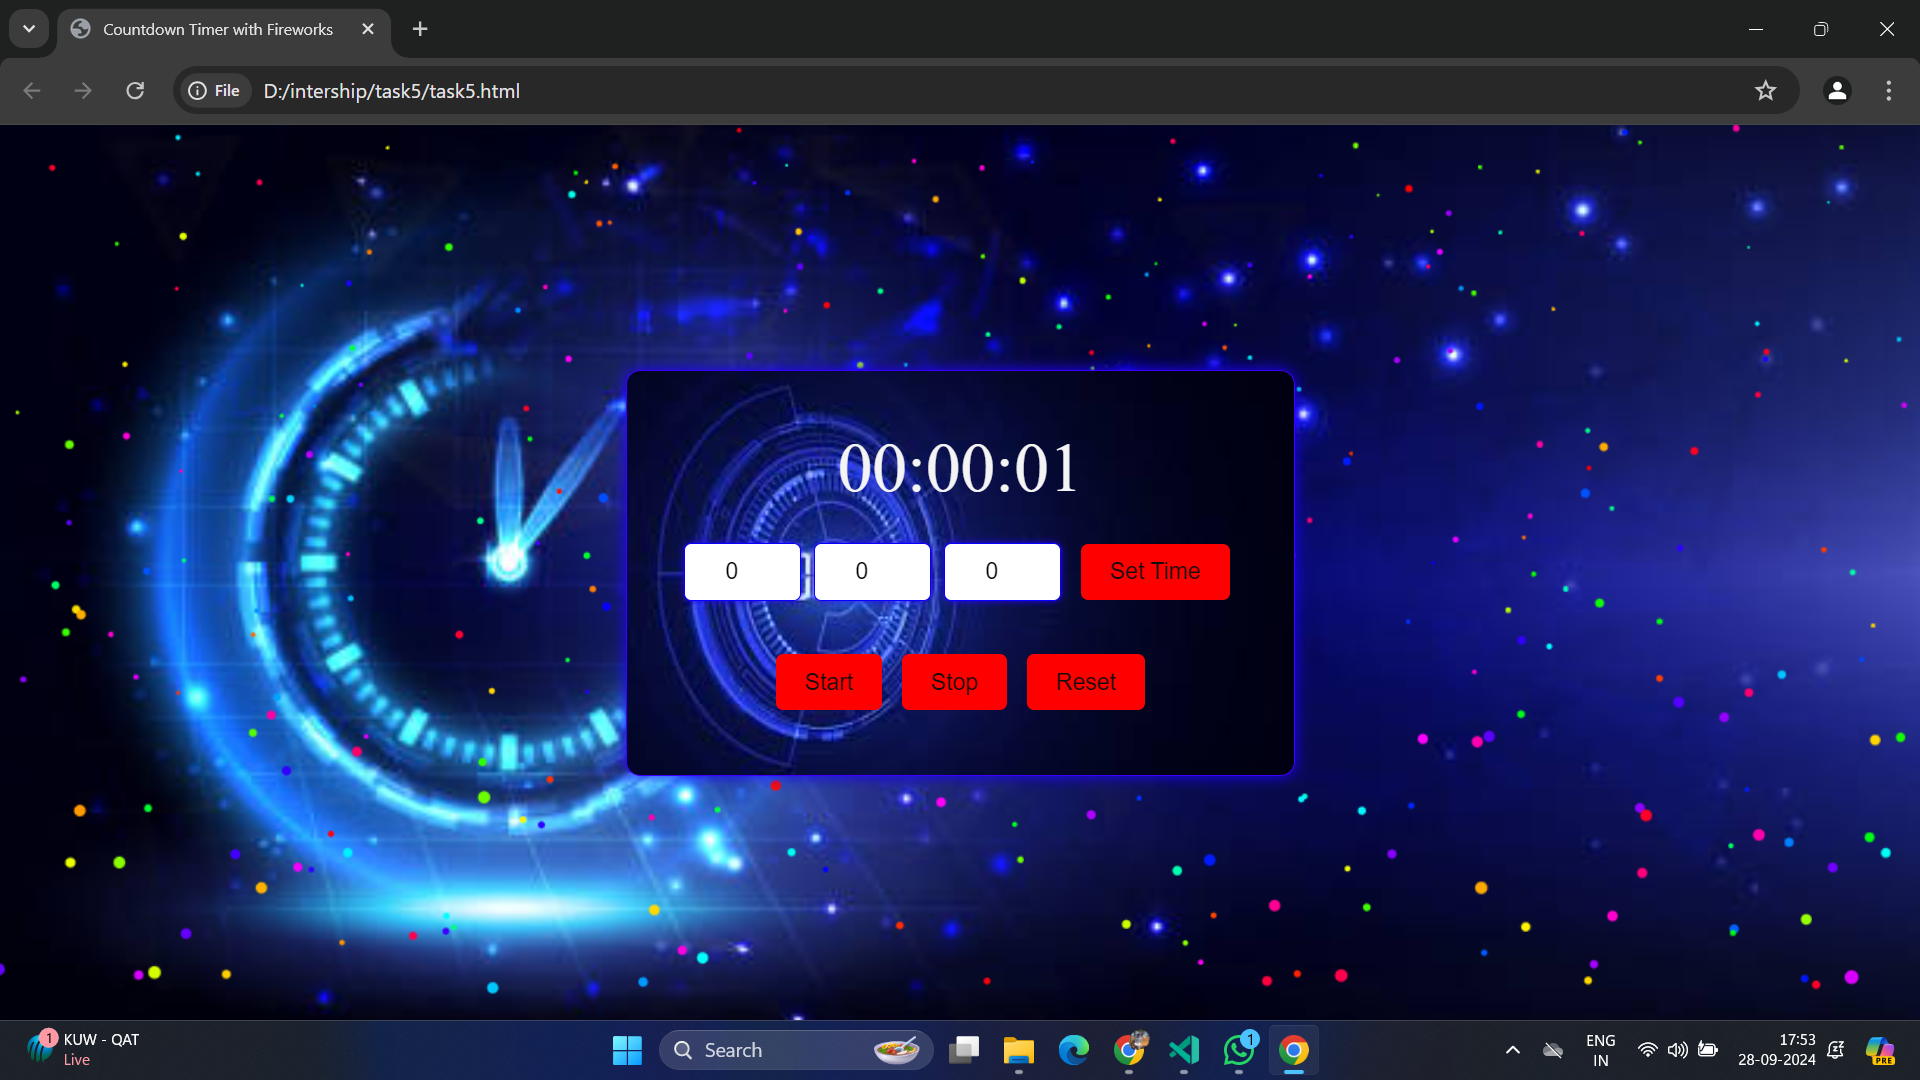 Countdown Timer with Fireworks
File
D:/intership/task5/task5.html
00:00:01
0 0 0 Set Time
Start Stop Reset
1
KUW - QAT
Live
Search
1
ENG
IN
17:53
28-09-2024
PRE